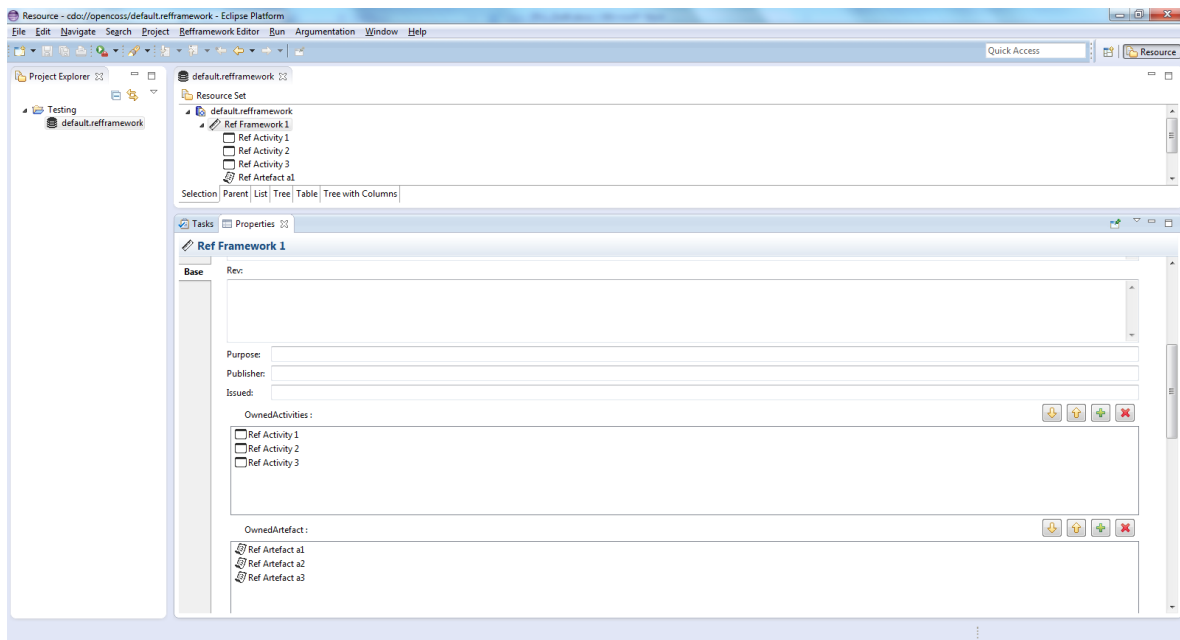 Resource - cdo://opencoss/default.refframework - Eclipse Platform
File Edit Navigate Search Project Refframework Editor Run Argumentation Window Help
Quick Access
Resource
Project Explorer
Testing
default.refframework
default.refframework
Resource Set
default.refframework
Ref Framework 1
Ref Activity 1
Ref Activity 2
Ref Activity 3
Ref Artefact a1
Selection Parent List Tree Table Tree with Columns
Tasks Properties
Ref Framework 1
Base
Rev:
Purpose:
Publisher:
Issued:
OwnedActivities :
Ref Activity 1
Ref Activity 2
Ref Activity 3
OwnedArtefact :
Ref Artefact a1
Ref Artefact a2
Ref Artefact a3